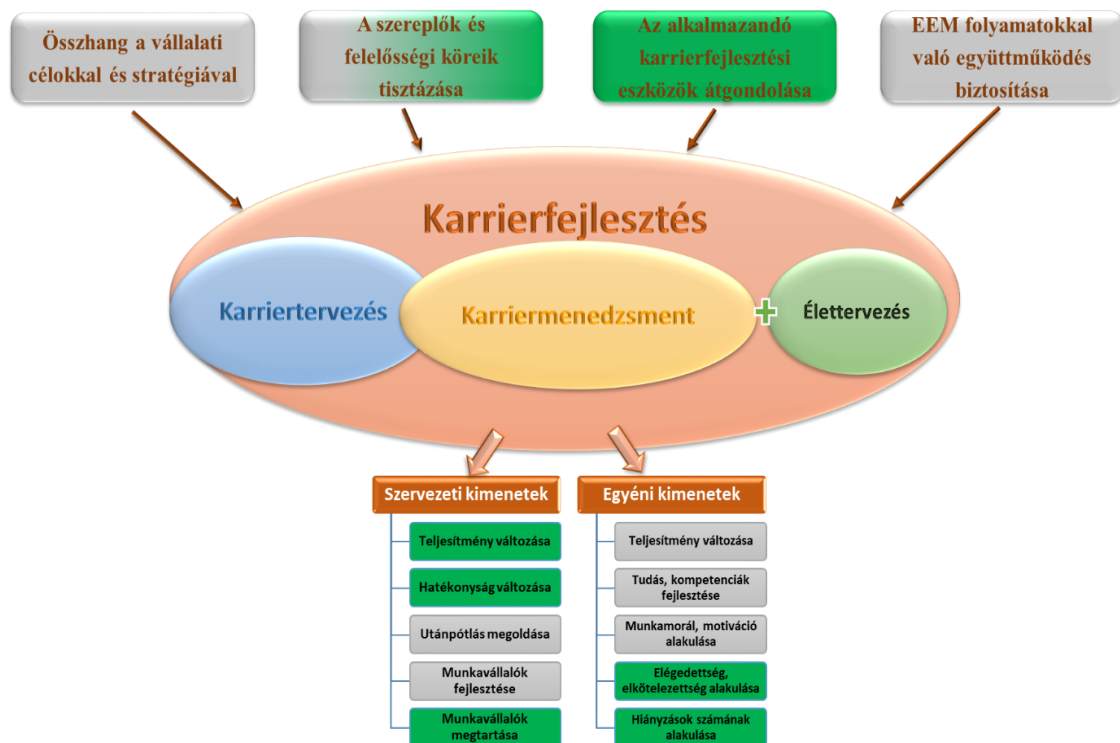 Összhang a vállalati
célokkal és stratégiával
A szereplők és
felelősségi köreik
tisztázása
Az alkalmazandó
karrierfejlesztési
eszközök átgondolása
EEM folyamatokkal
való együttműködés
biztosítása
Karrierfejlesztés
Karriertervezés
Karriermenedzsment
+
Élettervezés
Szervezeti kimenetek
Teljesítmény változása
Hatékonyság változása
Utánpótlás megoldása
Munkavállalók
fejlesztése
Munkavállalók
megtartása
Egyéni kimenetek
Teljesítmény változása
Tudás, kompetenciák
fejlesztése
Munkamorál, motiváció
alakulása
Elégedettség,
elkötelezettség alakulása
Hiányzások számának
alakulása